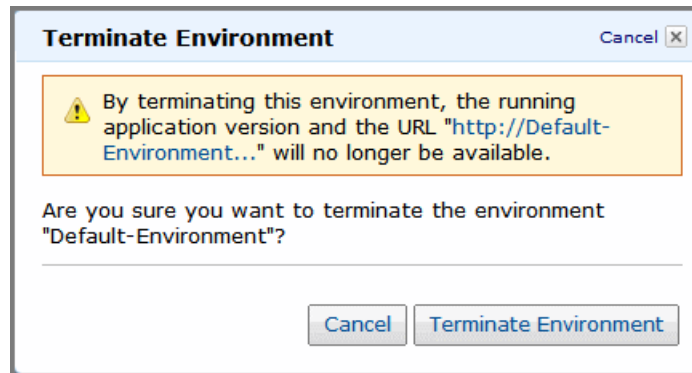 Terminate Environment
Cancel
By terminating this environment, the running
application version and the URL "http://Default-
Environment..." will no longer be available.
Are you sure you want to terminate the environment
"Default-Environment"?
Cancel
Terminate Environment